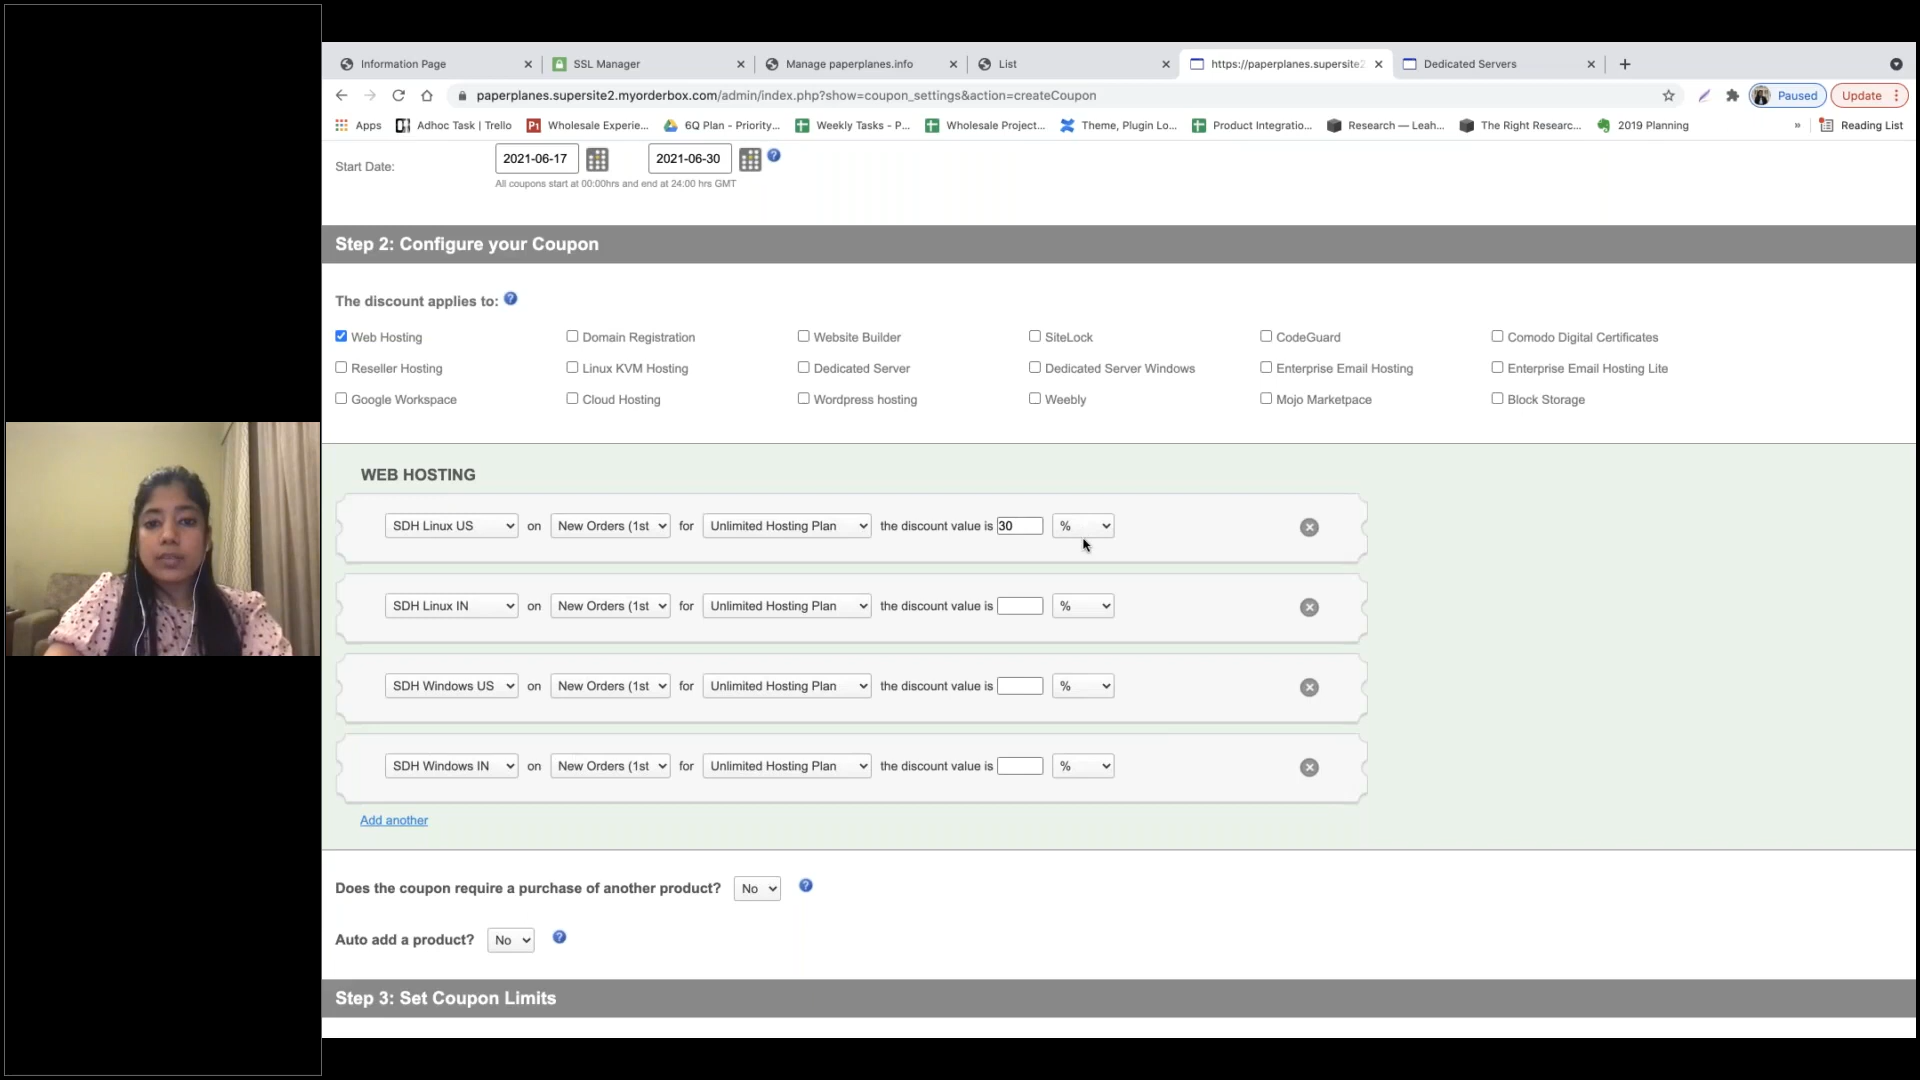 Information Page
SSL Manager
Manage paperplanes.info
List
https://paperplanes.supersite2
Dedicated Servers
paperplanes.supersite2.myorderbox.com/admin/index.php?show=coupon_settings&action=createCoupon
Paused
Update
Apps
Adhoc Task | Trello
Wholesale Experie...
6Q Plan - Priority...
Weekly Tasks - P...
Wholesale Project...
Theme, Plugin Lo...
Product Integratio...
Research — Leah...
The Right Researc...
2019 Planning
»
Reading List
Start Date:
2021-06-17
2021-06-30
All coupons start at 00:00hrs and end at 24:00 hrs GMT
Step 2: Configure your Coupon
The discount applies to:
Web Hosting
Domain Registration
Website Builder
SiteLock
CodeGuard
Comodo Digital Certificates
Reseller Hosting
Linux KVM Hosting
Dedicated Server
Dedicated Server Windows
Enterprise Email Hosting
Enterprise Email Hosting Lite
Google Workspace
Cloud Hosting
Wordpress hosting
Weebly
Mojo Marketpace
Block Storage
WEB HOSTING
SDH Linux US on New Orders (1st for Unlimited Hosting Plan the discount value is 30 %
SDH Linux IN on New Orders (1st for Unlimited Hosting Plan the discount value is %
SDH Windows US on New Orders (1st for Unlimited Hosting Plan the discount value is %
SDH Windows IN on New Orders (1st for Unlimited Hosting Plan the discount value is %
Add another
Does the coupon require a purchase of another product? No
Auto add a product? No
Step 3: Set Coupon Limits